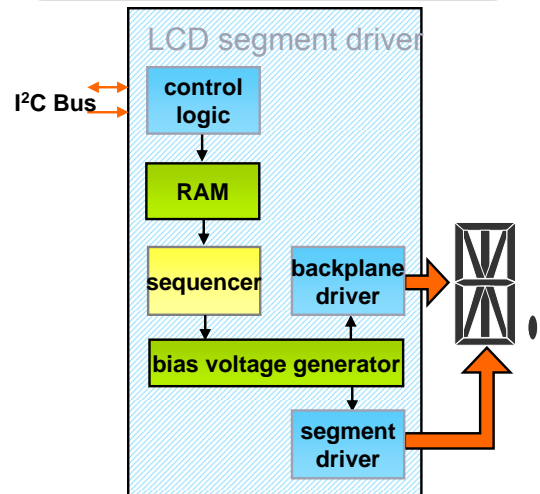 LCD segment driver
I²C Bus
control
logic
RAM
sequencer
backplane
driver
bias voltage generator
segment
driver